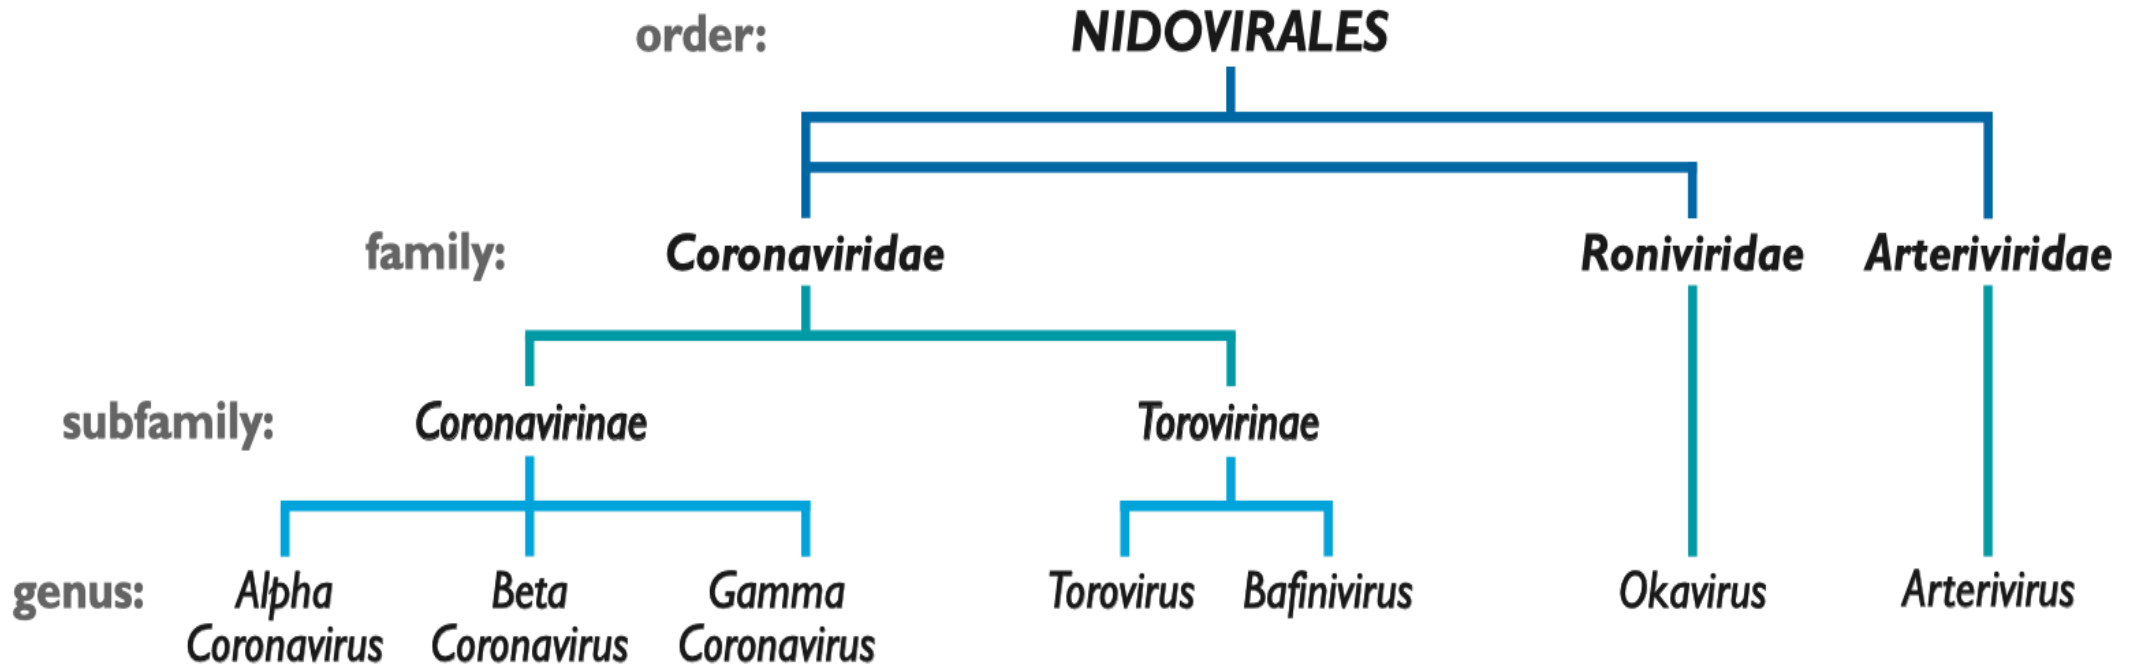 order: NIDOVIRALES
family: Coronaviridae Roniviridae Arteriviridae
subfamily: Coronavirinae Torovirinae
genus: Alpha Beta Gamma Torovirus Bafinivirus Okavirus Arterivirus
Coronavirus Coronavirus Coronavirus